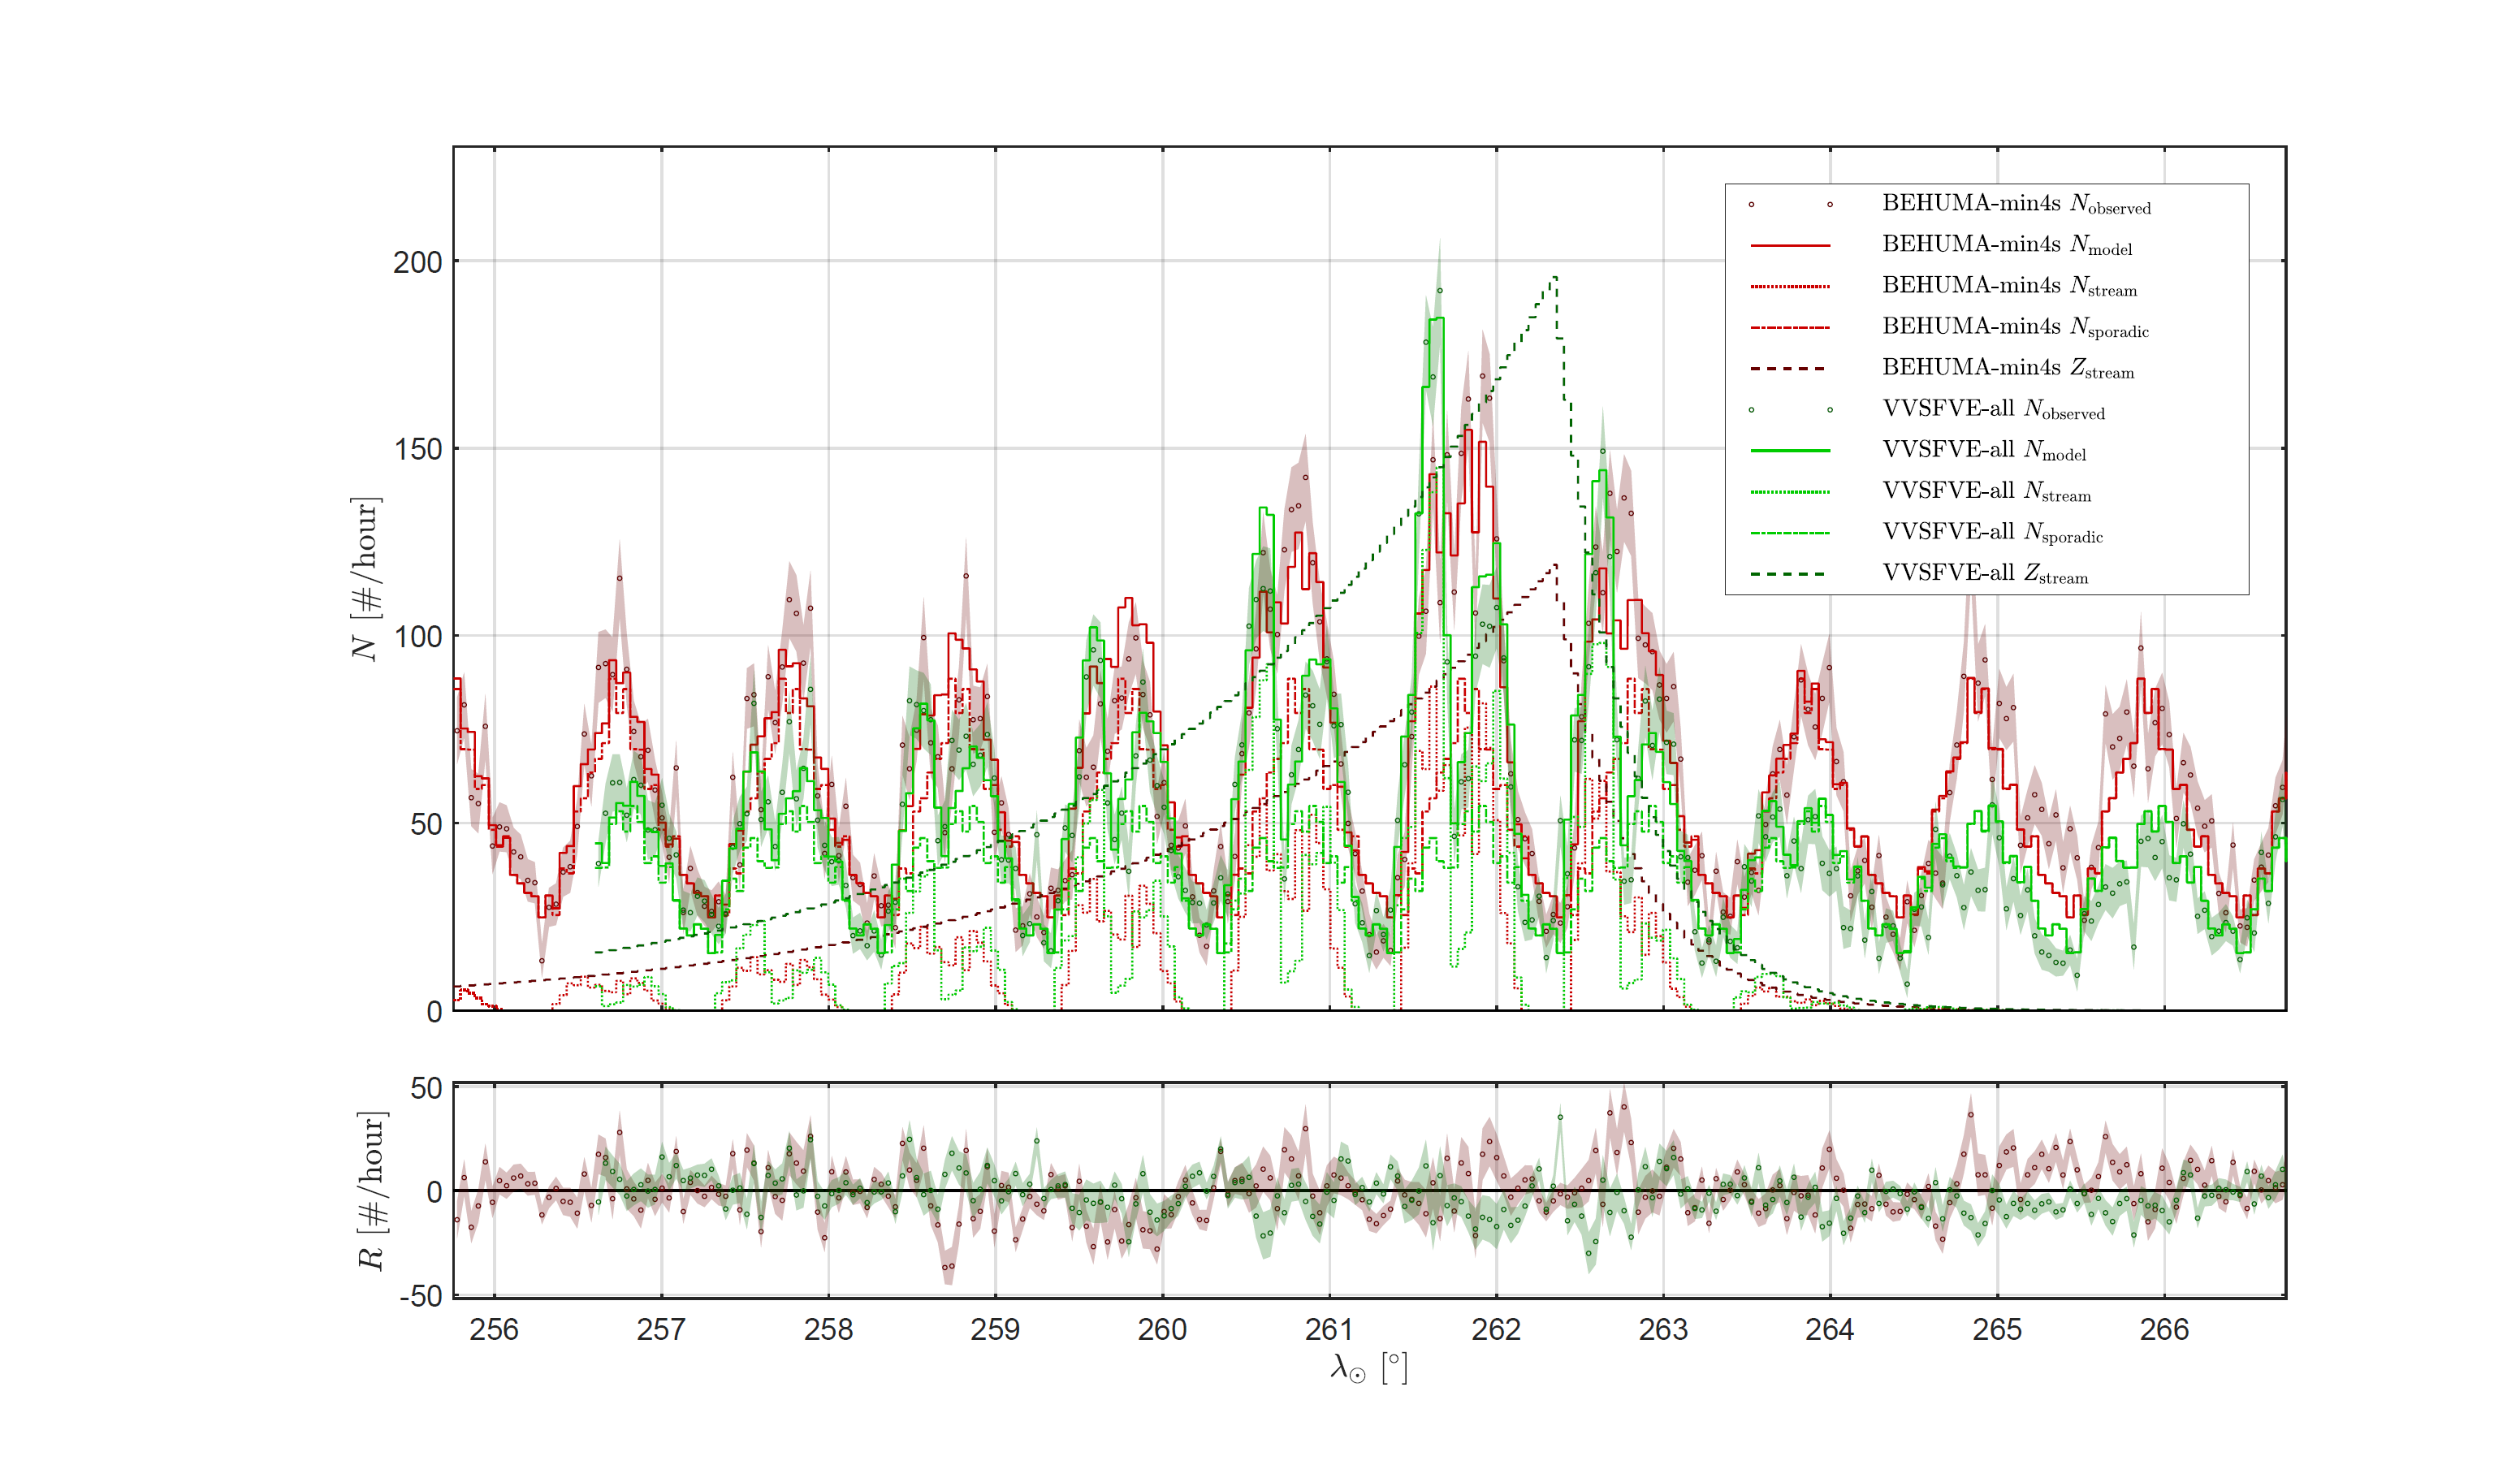 200
150
100
50
0
N [#/hour]
BEHUMA-min4s N_observed
BEHUMA-min4s N_model
BEHUMA-min4s N_stream
BEHUMA-min4s N_sporadic
BEHUMA-min4s Z_stream
VVSFVE-all N_observed
VVSFVE-all N_model
VVSFVE-all N_stream
VVSFVE-all N_sporadic
VVSFVE-all Z_stream
50
0
-50
R [#/hour]
256 257 258 259 260 261 262 263 264 265 266
λ☉ [°]